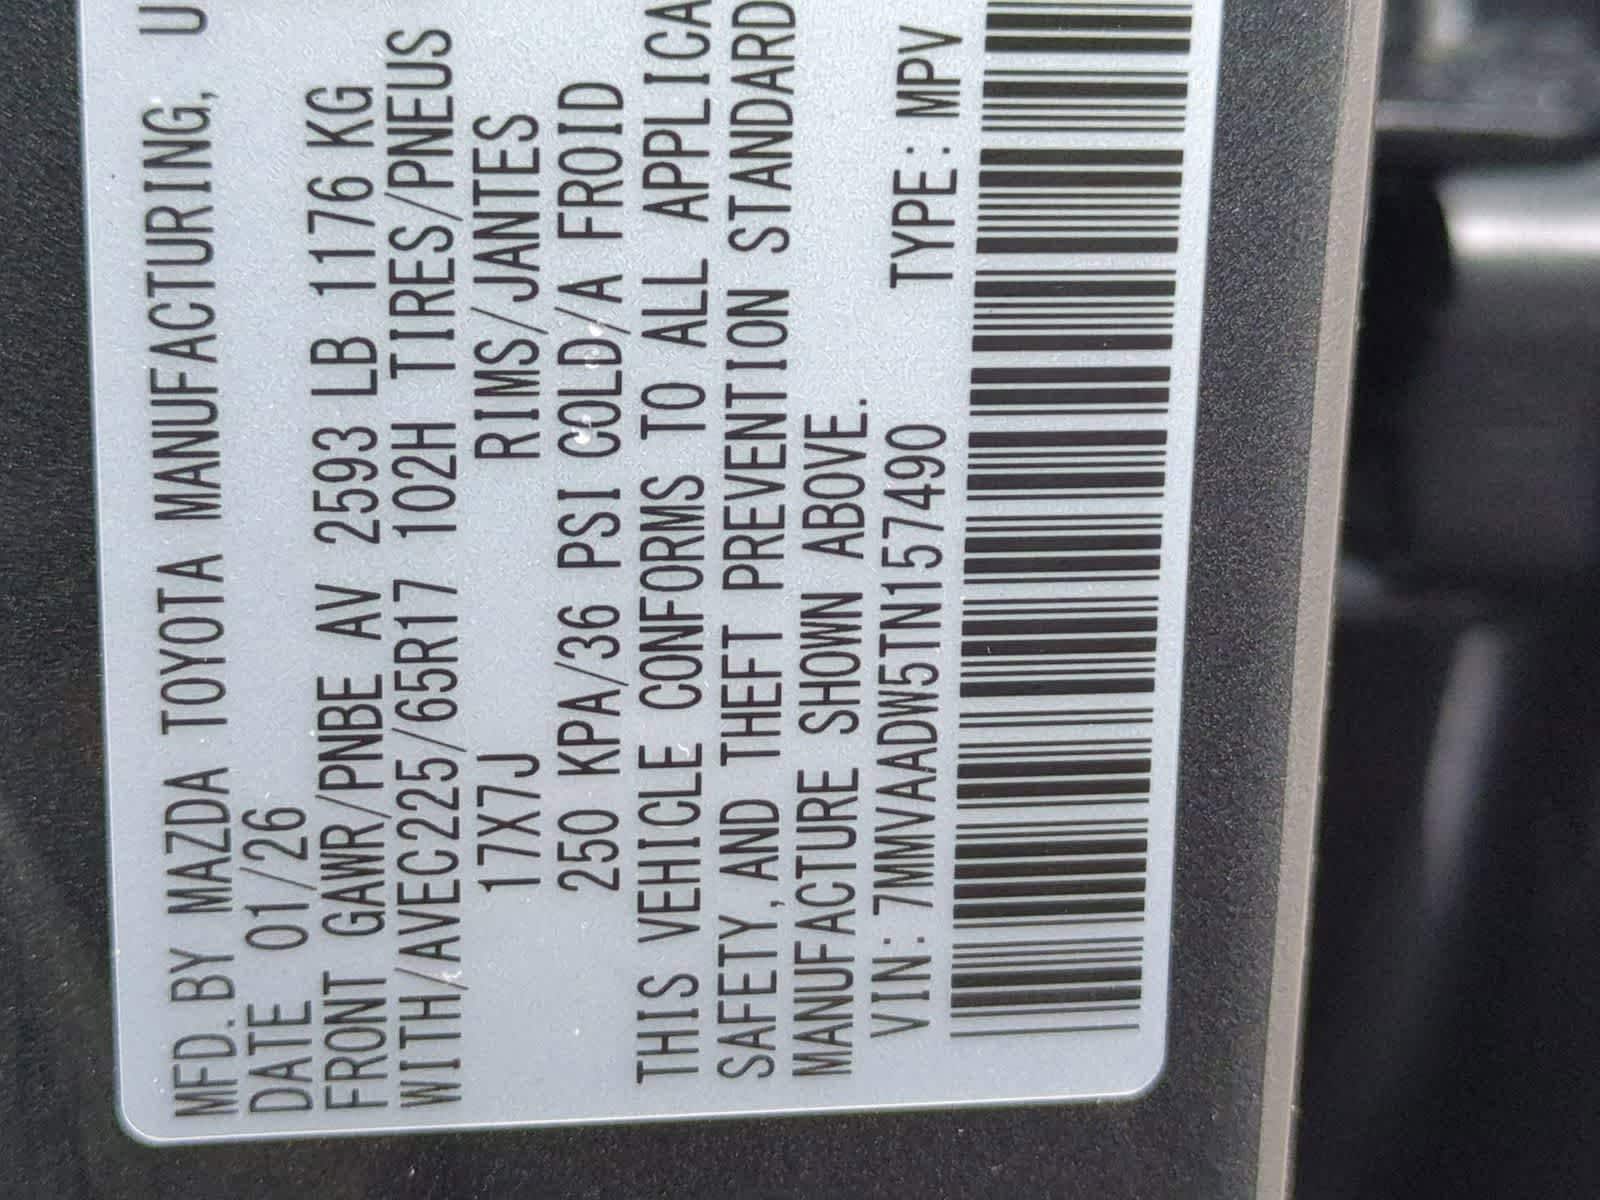 MFD. BY MAZDA TOYOTA MANUFACTURING, U
DATE 01/26
FRONT GAWR/PNBE AV 2593 LB 1176 KG
WITH/AVEC225/65R17 102H TIRES/PNEUS
17X7J RIMS/JANTES
250 KPA/36 PSI COLD/A FROID
THIS VEHICLE CONFORMS TO ALL APPLICA
SAFETY, AND THEFT PREVENTION STANDARD
MANUFACTURE SHOWN ABOVE.
VIN: 7MMVAADW5TN157490 TYPE: MPV